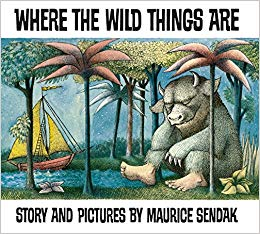 WHERE THE WILD THINGS ARE
STORY AND PICTURES BY MAURICE SENDAK